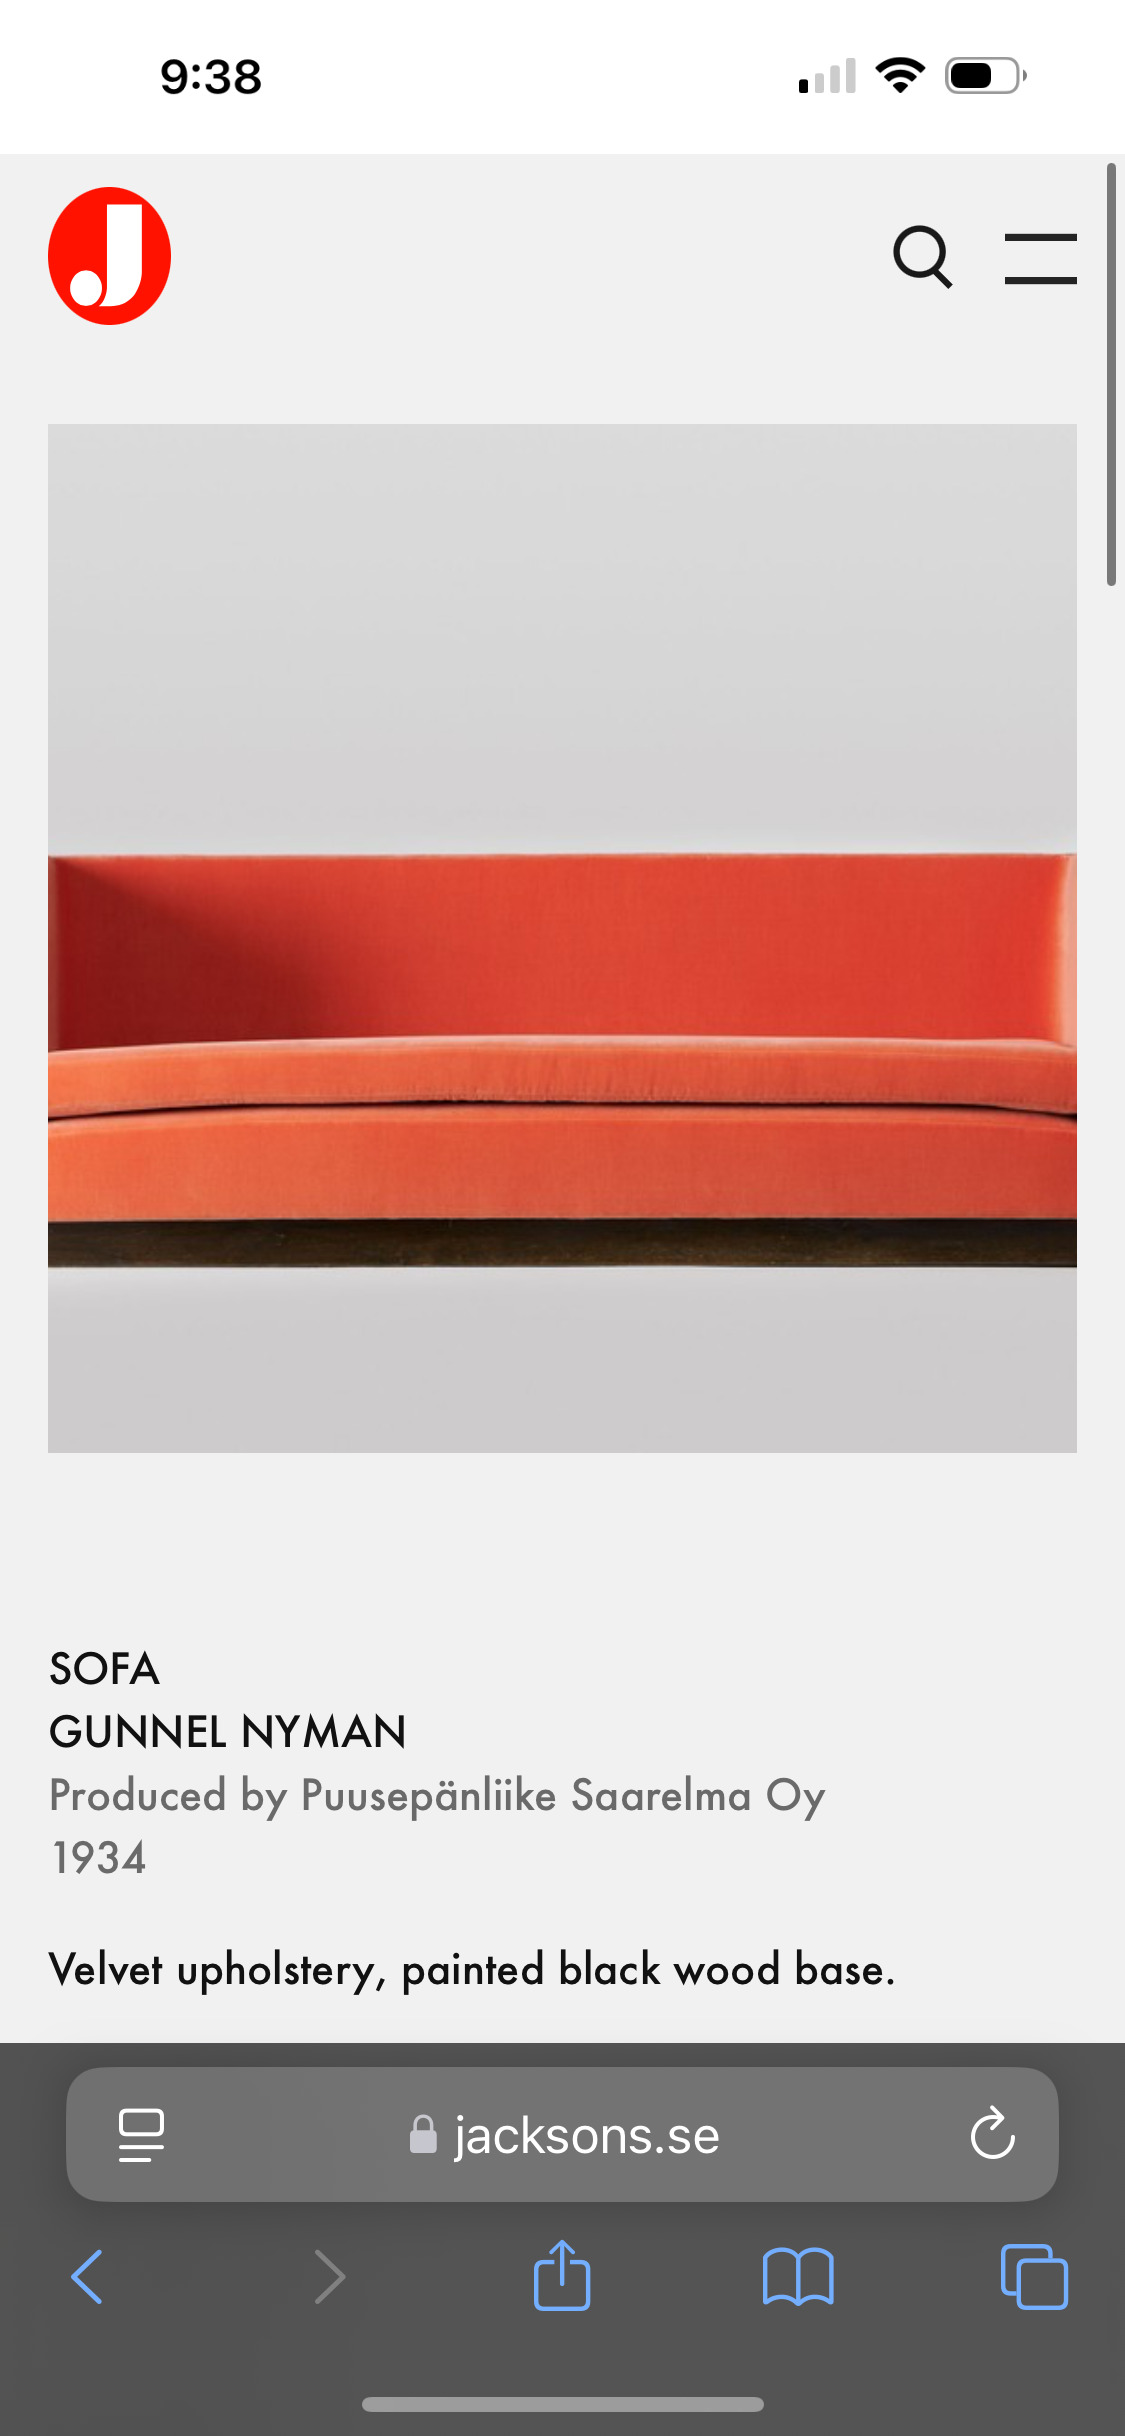 9:38
J
SOFA
GUNNEL NYMAN
Produced by Puusepänliike Saarelma Oy
1934
Velvet upholstery, painted black wood base.
jacksons.se